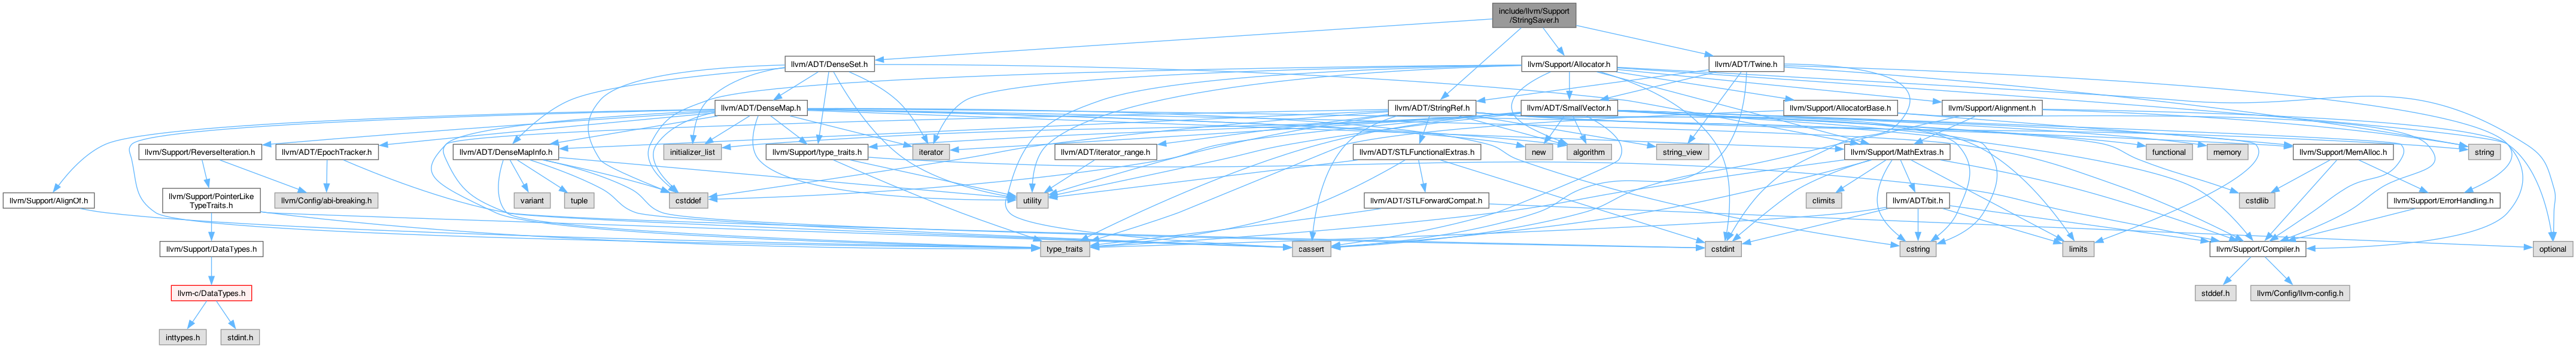 include/llvm/Support
/StringSaver.h
llvm/ADT/DenseSet.h
llvm/Support/Allocator.h
llvm/ADT/Twine.h
llvm/ADT/DenseMap.h
llvm/ADT/StringRef.h
llvm/ADT/SmallVector.h
llvm/Support/AllocatorBase.h
llvm/Support/Alignment.h
llvm/Support/ReverseIteration.h
llvm/ADT/EpochTracker.h
llvm/ADT/DenseMapInfo.h
initializer_list
llvm/Support/type_traits.h
iterator
llvm/ADT/iterator_range.h
llvm/ADT/STLFunctionalExtras.h
new
algorithm
string_view
llvm/Support/MathExtras.h
functional
memory
llvm/Support/MemAlloc.h
string
llvm/Support/AlignOf.h
llvm/Support/PointerLike
TypeTraits.h
llvm/Config/abi-breaking.h
variant
tuple
cstddef
utility
llvm/ADT/STLForwardCompat.h
climits
llvm/ADT/bit.h
cstdlib
llvm/Support/ErrorHandling.h
llvm/Support/DataTypes.h
type_traits
cassert
cstdint
cstring
limits
llvm/Support/Compiler.h
optional
llvm-c/DataTypes.h
stddef.h
llvm/Config/llvm-config.h
inttypes.h
stdint.h